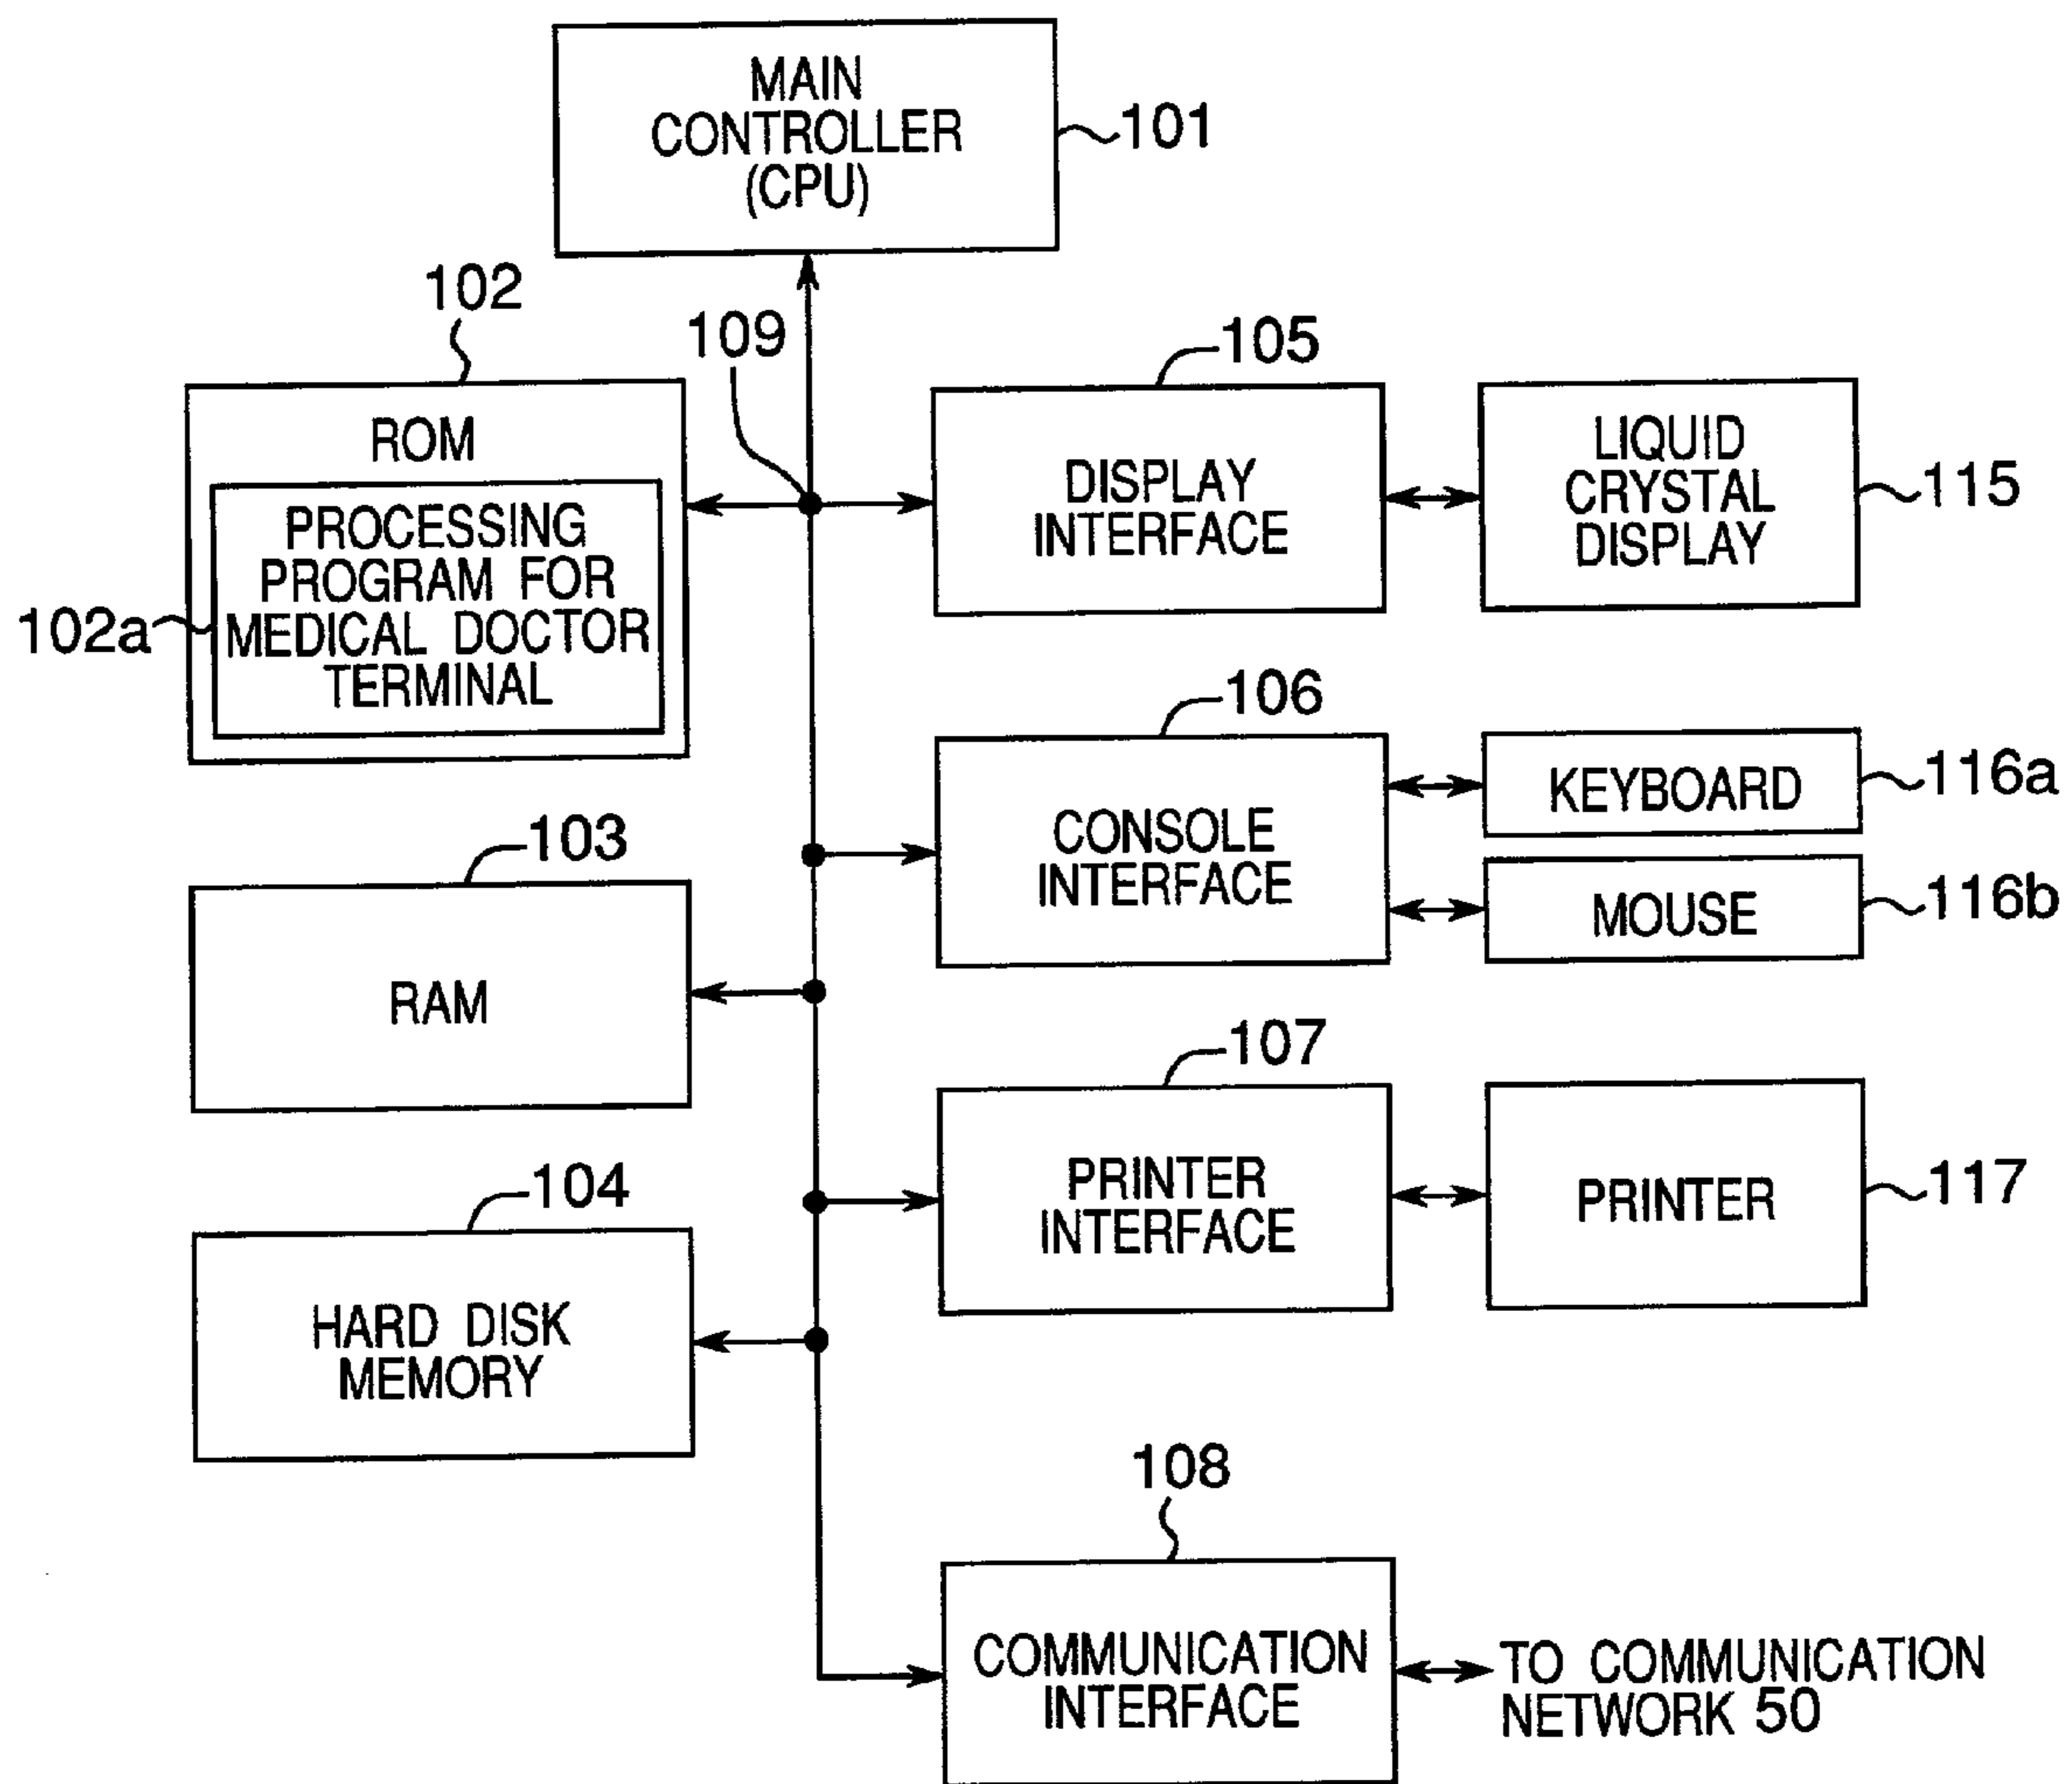 MAIN
CONTROLLER
(CPU)
101
102
109
105
ROM
PROCESSING
PROGRAM FOR
MEDICAL DOCTOR
TERMINAL
102a
DISPLAY
INTERFACE
LIQUID
CRYSTAL
DISPLAY
115
106
CONSOLE
INTERFACE
KEYBOARD
116a
MOUSE
116b
103
RAM
107
PRINTER
INTERFACE
PRINTER
117
104
HARD DISK
MEMORY
108
COMMUNICATION
INTERFACE
TO COMMUNICATION
NETWORK 50